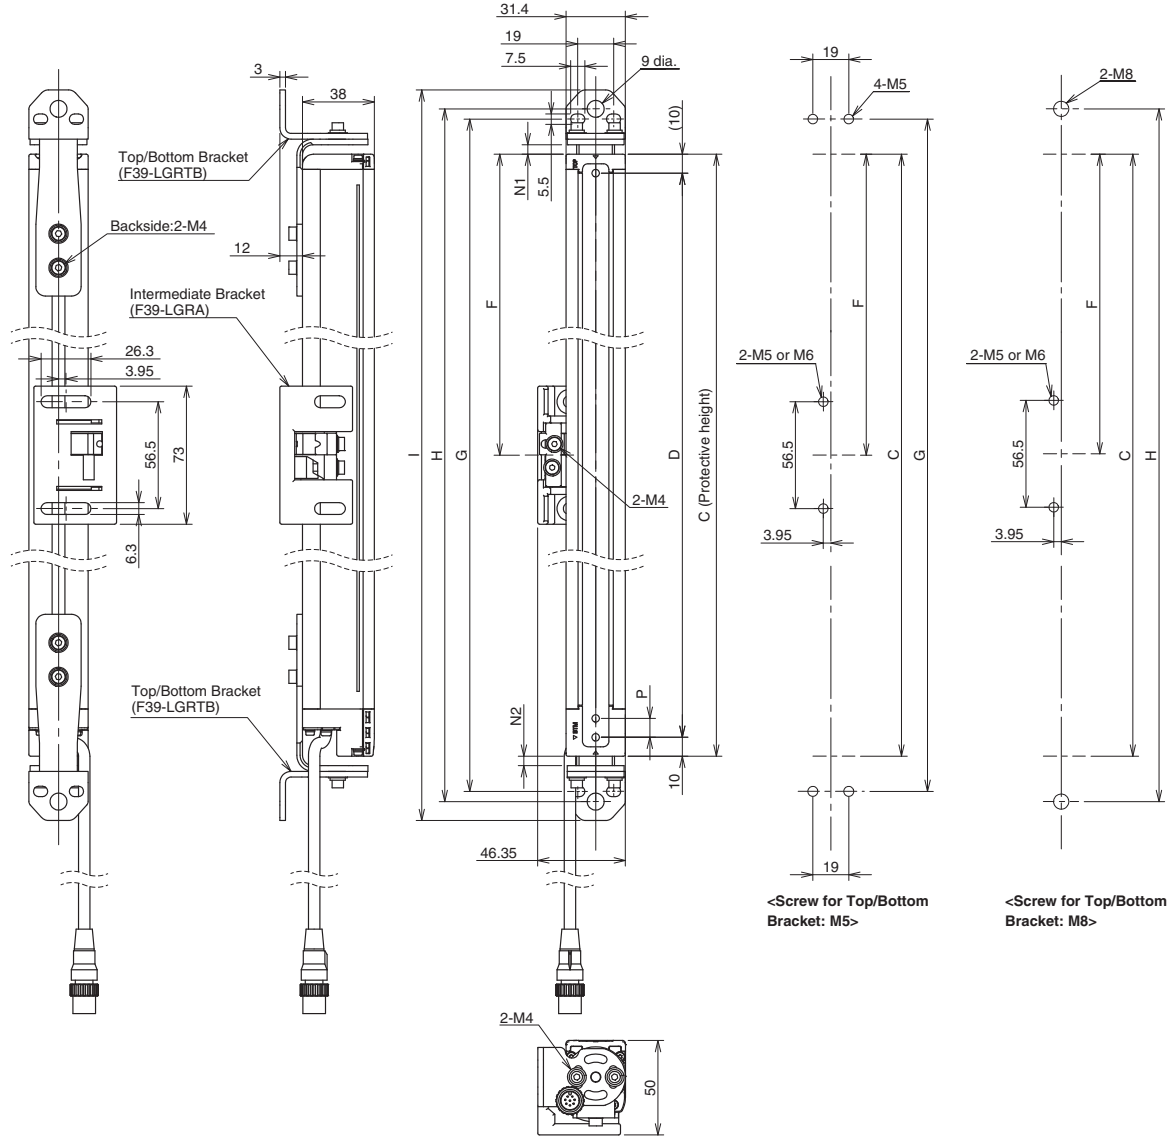 31.4
19
7.5
9 dia.
3
38
(10)
Top/Bottom Bracket
(F39-LGRTB)
N1
5.5
Backside:2-M4
12
Intermediate Bracket
(F39-LGRA)
F
26.3
3.95
56.5
73
6.3
I
H
G
D
C (Protective height)
TOP
2-M4
Top/Bottom Bracket
(F39-LGRTB)
N2
P
BTM
10
46.35
19
4-M5
F
2-M5 or M6
56.5
C
G
3.95
19
<Screw for Top/Bottom
Bracket: M5>
2-M8
F
2-M5 or M6
56.5
C
H
3.95
<Screw for Top/Bottom
Bracket: M8>
2-M4
50